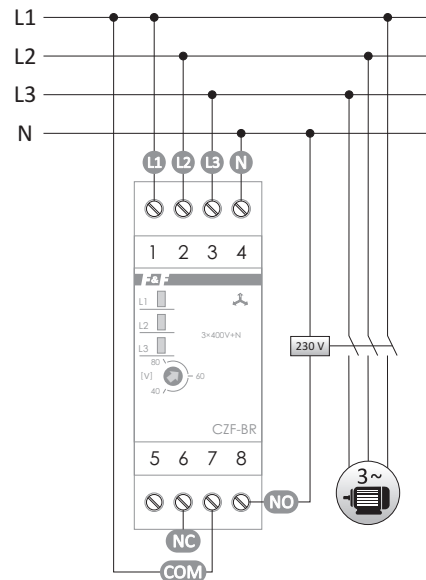 L1
L2
L3
N
L1 L2 L3 N
1 2 3 4
F&F
L1
L2
3×400V+N
L3
80
[V]
60
40
230 V
CZF-BR
5 6 7 8
3~
NO
NC
COM